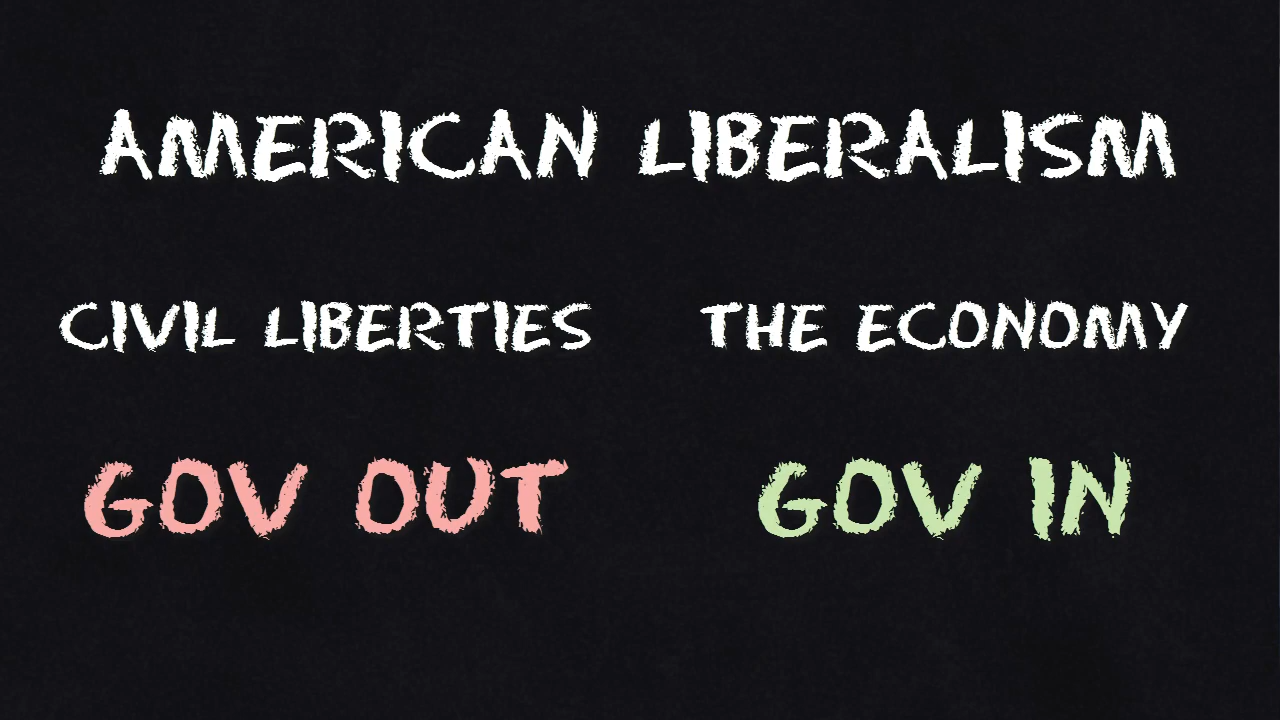 AMERICAN LIBERALISM
CIVIL LIBERTIES THE ECONOMY
GOV OUT GOV IN